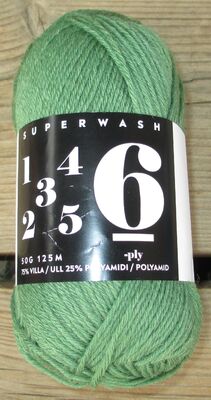 SUPERWASH
1 3 4 6
2 5
-ply
50G 125M
75% VILLA / ULL 25% POLYAMIDI / POLYAMID